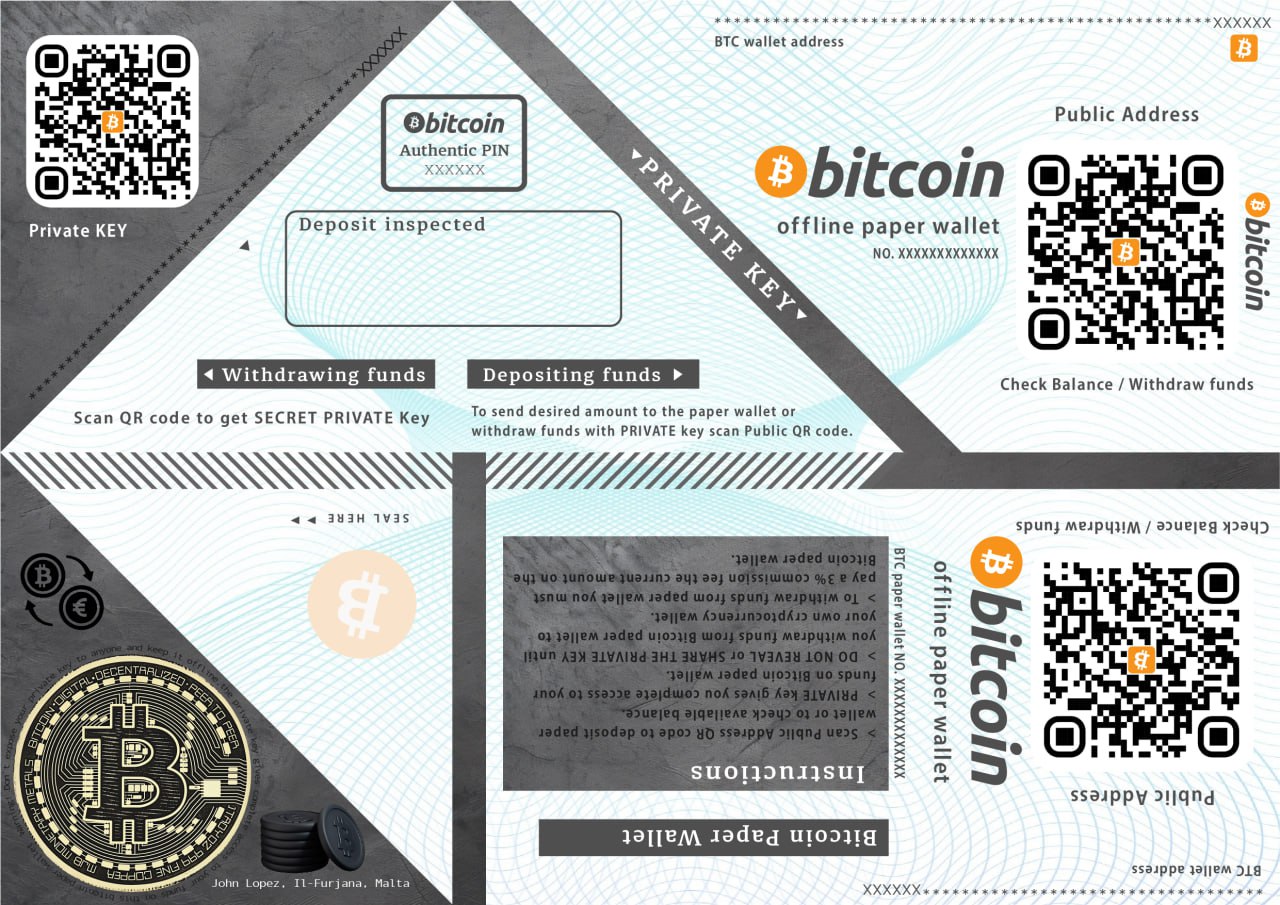 **************************************************XXXXXX
BTC wallet address
Public Address
bitcoin
offline paper wallet
NO. XXXXXXXXXXXXX
bitcoin
Check Balance / Withdraw funds
Private KEY
XXXXXX
bitcoin
Authentic PIN
XXXXXX
Deposit inspected
PRIVATE KEY
Withdrawing funds
Scan QR code to get SECRET PRIVATE Key
Depositing funds
To send desired amount to the paper wallet or
withdraw funds with PRIVATE key scan Public QR code.
SEAL HERE
Bitcoin Paper Wallet
Instructions
> Scan Public Address QR code to deposit paper
wallet or to check available balance.
> PRIVATE key gives you complete access to your
funds on Bitcoin paper wallet.
> DO NOT REVEAL or SHARE THE PRIVATE KEY until
you withdraw funds from Bitcoin paper wallet to
your own cryptocurrency wallet.
> To withdraw funds from paper wallet you must
pay a 3% commission fee the current amount on the
Bitcoin paper wallet.
BTC paper wallet NO. XXXXXXXXXXXXX
offline paper wallet
bitcoin
Check Balance / Withdraw funds
Public Address
BTC wallet address
XXXXXX
BITCOIN·DIGITAL·DECENTRALIZED·PEER TO PEER
MJB MONETARY METALS
1 TROY OZ .999 FINE COPPER
John Lopez, Il-Furjana, Malta